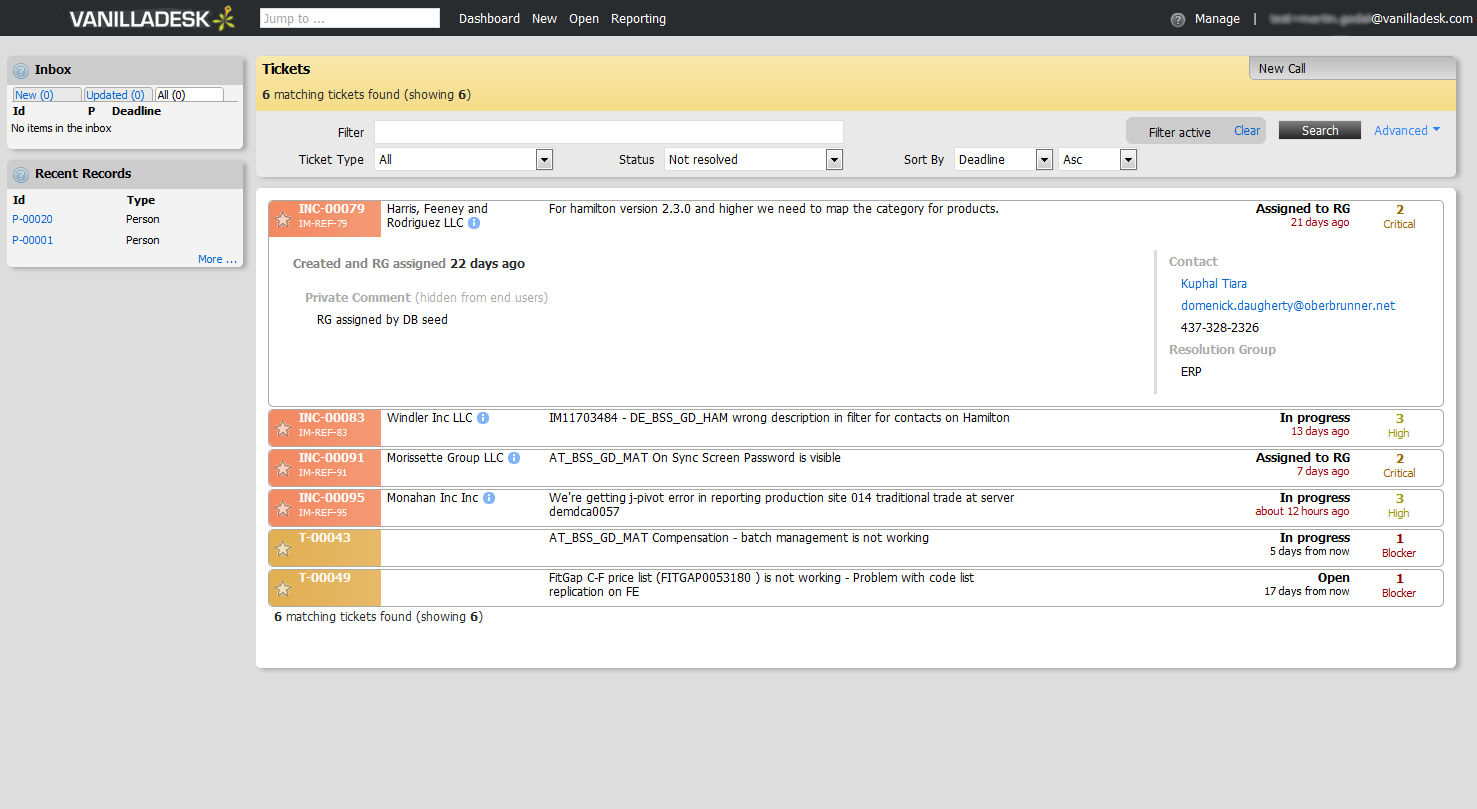 VANILLADESK
Jump to ...
Dashboard New Open Reporting
Manage | @vanilladesk.com
Inbox
New (0) Updated (0) All (0)
Id P Deadline
No items in the inbox
Recent Records
Id Type
P-00020 Person
P-00001 Person
More ...
Tickets
6 matching tickets found (showing 6)
New Call
Filter
Filter active Clear Search Advanced
Ticket Type All Status Not resolved Sort By Deadline Asc
INC-00079
IM-REF-79
Harris, Feeney and
Rodriguez LLC
For hamilton version 2.3.0 and higher we need to map the category for products.
Assigned to RG
21 days ago
2
Critical
Created and RG assigned 22 days ago
Private Comment (hidden from end users)
RG assigned by DB seed
Contact
Kuphal Tiara
domenick.daugherty@oberbrunner.net
437-328-2326
Resolution Group
ERP
INC-00083
IM-REF-83
Windler Inc LLC
IM11703484 - DE_BSS_GD_HAM wrong description in filter for contacts on Hamilton
In progress
13 days ago
3
High
INC-00091
IM-REF-91
Morissette Group LLC
AT_BSS_GD_MAT On Sync Screen Password is visible
Assigned to RG
7 days ago
2
Critical
INC-00095
IM-REF-95
Monahan Inc Inc
We're getting j-pivot error in reporting production site 014 traditional trade at server
demdca0057
In progress
about 12 hours ago
3
High
T-00043
AT_BSS_GD_MAT Compensation - batch management is not working
In progress
5 days from now
1
Blocker
T-00049
FitGap C-F price list (FITGAP0053180 ) is not working - Problem with code list
replication on FE
Open
17 days from now
1
Blocker
6 matching tickets found (showing 6)